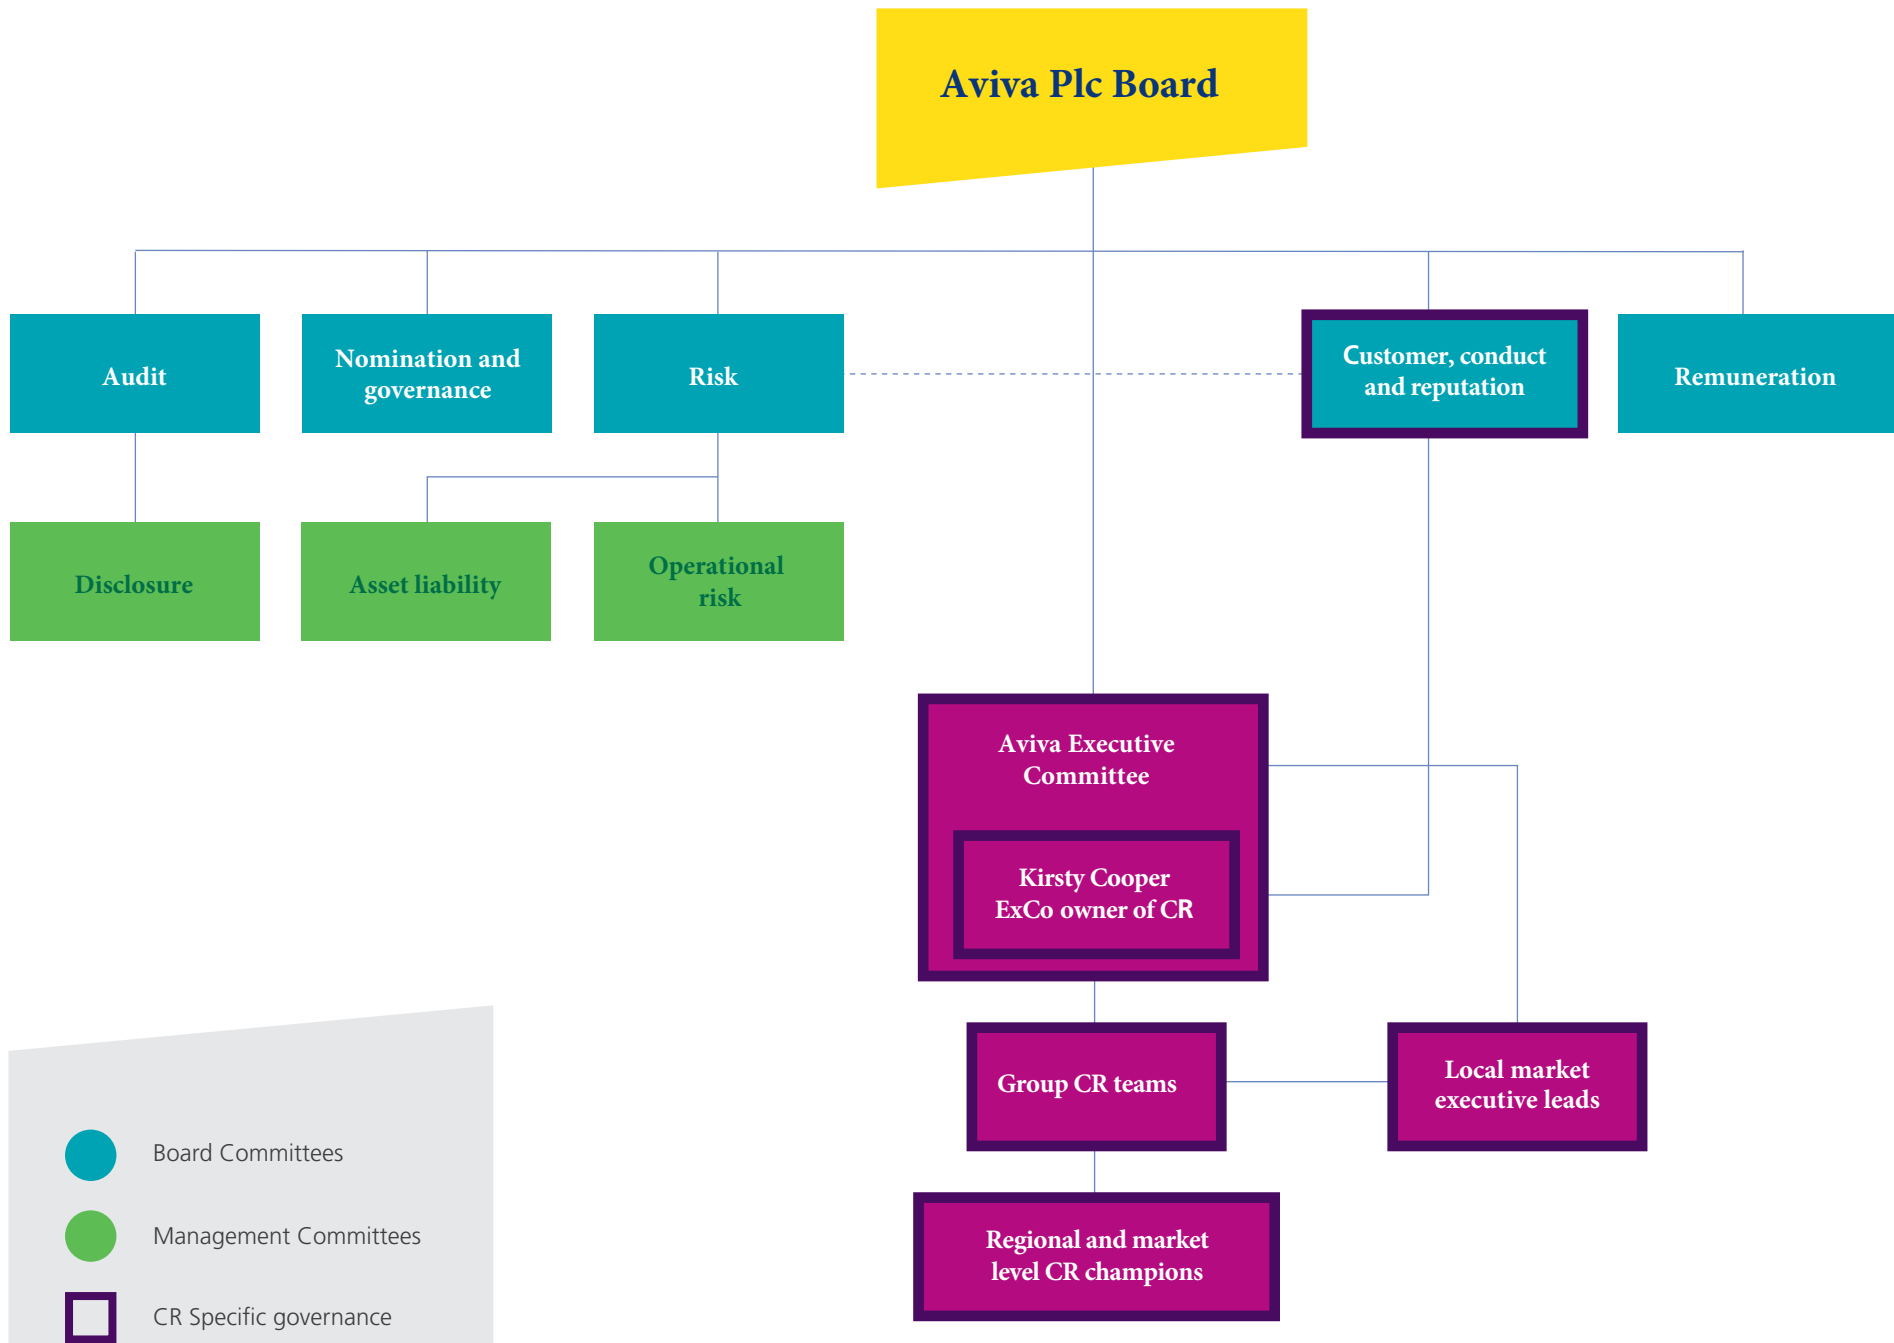 Aviva Plc Board
Audit
Nomination and
governance
Risk
Customer, conduct
and reputation
Remuneration
Disclosure
Asset liability
Operational
risk
Aviva Executive
Committee
Kirsty Cooper
ExCo owner of CR
Group CR teams
Local market
executive leads
Regional and market
level CR champions
Board Committees
Management Committees
CR Specific governance